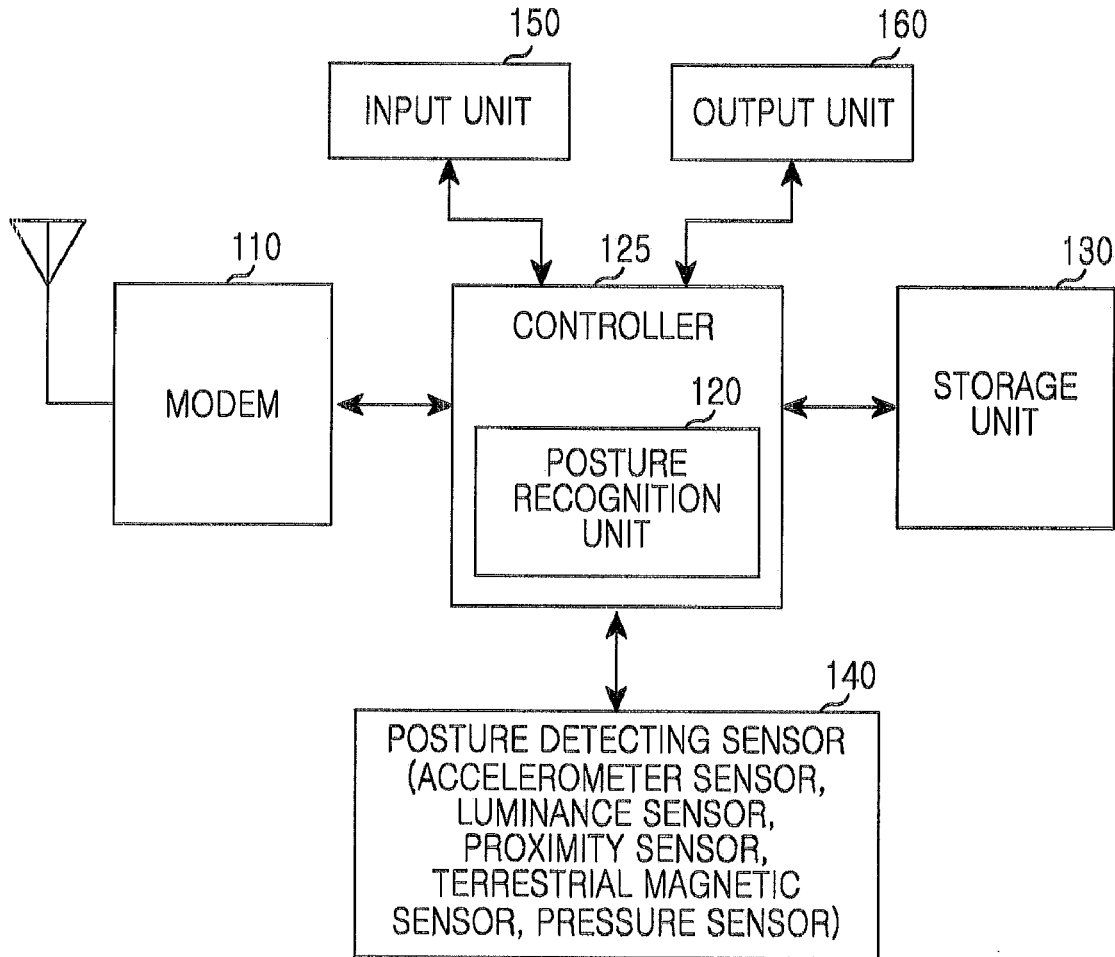 150
160
INPUT UNIT
OUTPUT UNIT
110
125
130
CONTROLLER
MODEM
STORAGE
UNIT
120
POSTURE
RECOGNITION
UNIT
140
POSTURE DETECTING SENSOR
(ACCELEROMETER SENSOR,
LUMINANCE SENSOR,
PROXIMITY SENSOR,
TERRESTRIAL MAGNETIC
SENSOR, PRESSURE SENSOR)